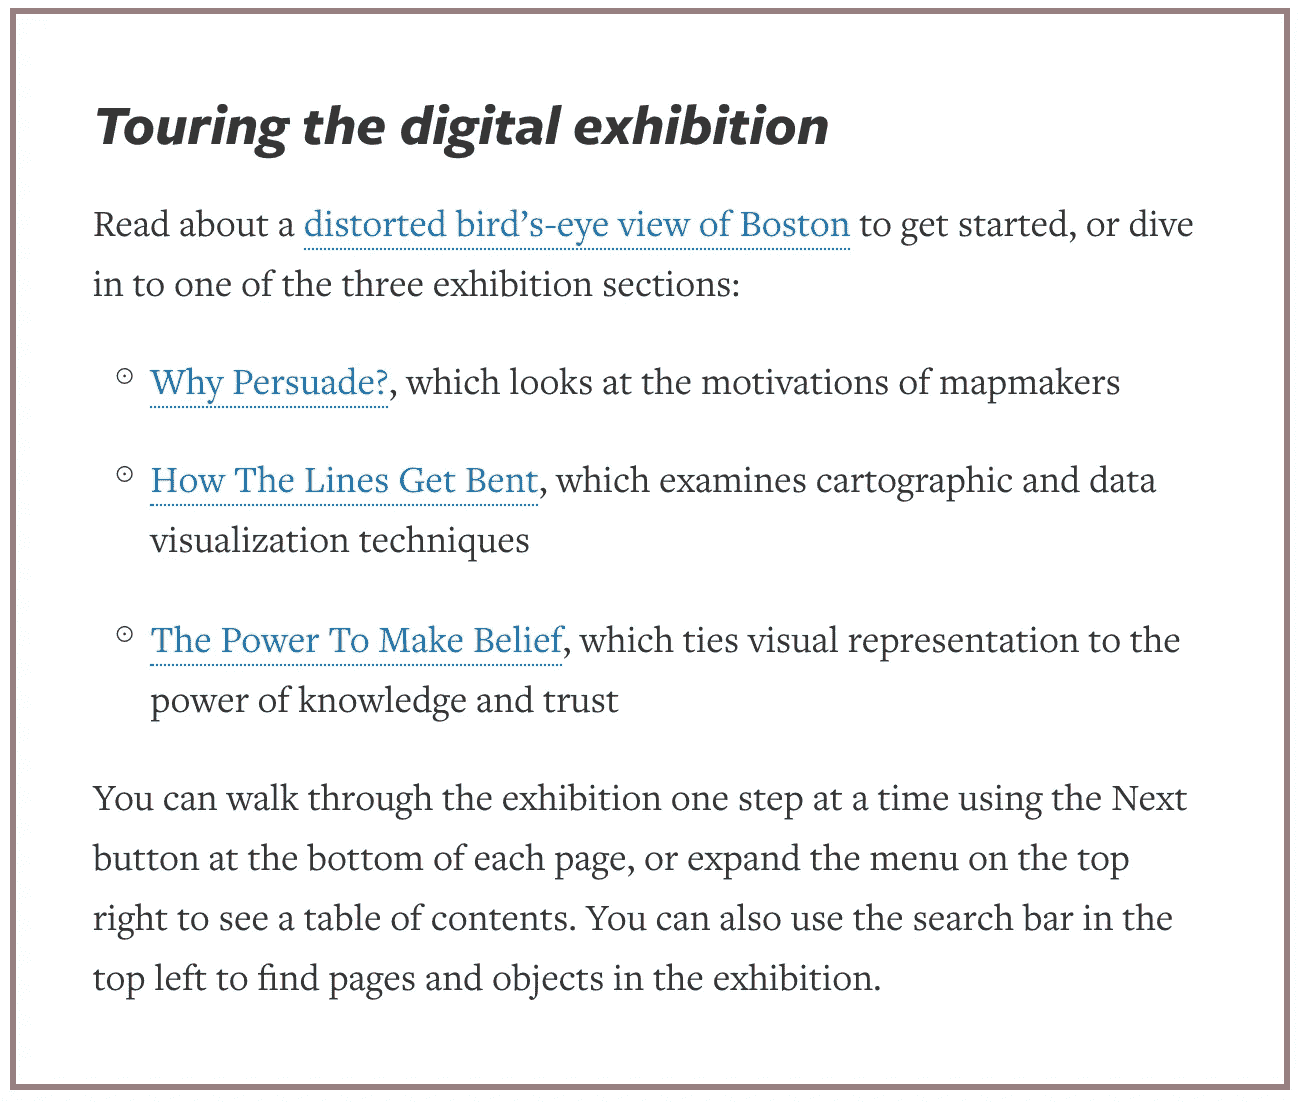 Touring the digital exhibition
Read about a distorted bird’s-eye view of Boston to get started, or dive
in to one of the three exhibition sections:
Why Persuade?, which looks at the motivations of mapmakers
How The Lines Get Bent, which examines cartographic and data
visualization techniques
The Power To Make Belief, which ties visual representation to the
power of knowledge and trust
You can walk through the exhibition one step at a time using the Next
button at the bottom of each page, or expand the menu on the top
right to see a table of contents. You can also use the search bar in the
top left to find pages and objects in the exhibition.